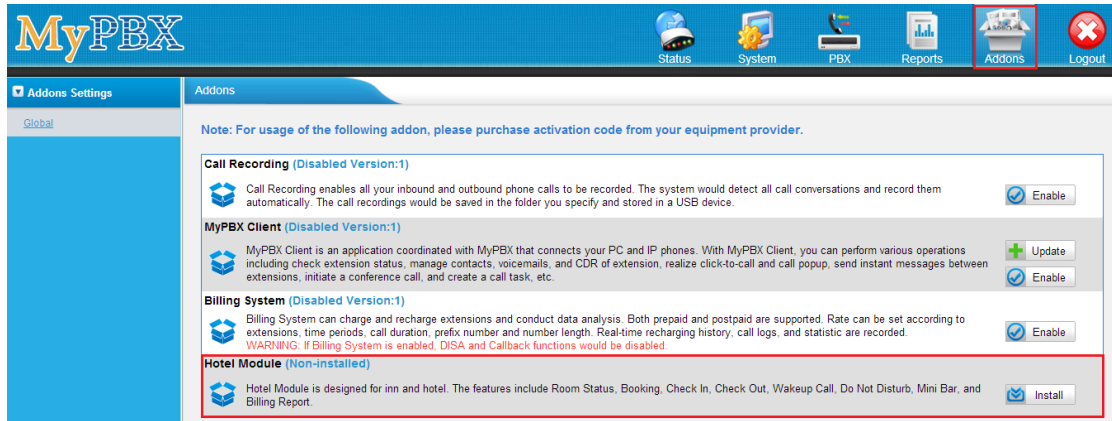 MyPBX
Status System PBX Reports Addons Logout
Addons Settings
Addons
Global
Note: For usage of the following addon, please purchase activation code from your equipment provider.
Call Recording (Disabled Version:1)
Call Recording enables all your inbound and outbound phone calls to be recorded. The system would detect all call conversations and record them
automatically. The call recordings would be saved in the folder you specify and stored in a USB device.
Enable
MyPBX Client (Disabled Version:1)
MyPBX Client is an application coordinated with MyPBX that connects your PC and IP phones. With MyPBX Client, you can perform various operations
including check extension status, manage contacts, voicemails, and CDR of extension, realize click-to-call and call popup, send instant messages between
extensions, initiate a conference call, and create a call task, etc.
Update
Enable
Billing System (Disabled Version:1)
Billing System can charge and recharge extensions and conduct data analysis. Both prepaid and postpaid are supported. Rate can be set according to
extensions, time periods, call duration, prefix number and number length. Real-time recharging history, call logs, and statistic are recorded.
WARNING: If Billing System is enabled, DISA and Callback functions would be disabled.
Enable
Hotel Module (Non-installed)
Hotel Module is designed for inn and hotel. The features include Room Status, Booking, Check In, Check Out, Wakeup Call, Do Not Disturb, Mini Bar, and
Billing Report.
Install